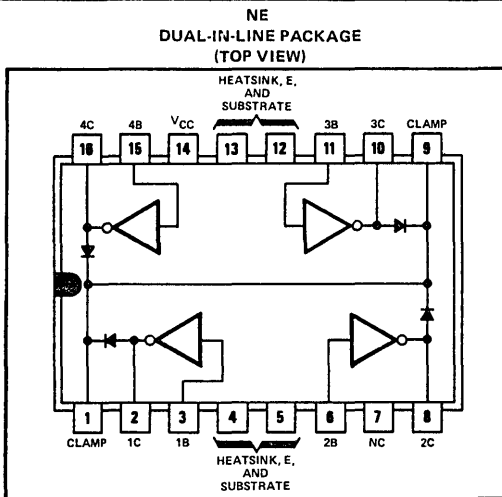 NE
DUAL-IN-LINE PACKAGE
(TOP VIEW)
HEATSINK, E,
AND
SUBSTRATE
4C 4B VCC 3B 3C CLAMP
16 15 14 13 12 11 10 9
1 2 3 4 5 6 7 8
CLAMP 1C 1B 2B NC 2C
HEATSINK, E,
AND
SUBSTRATE